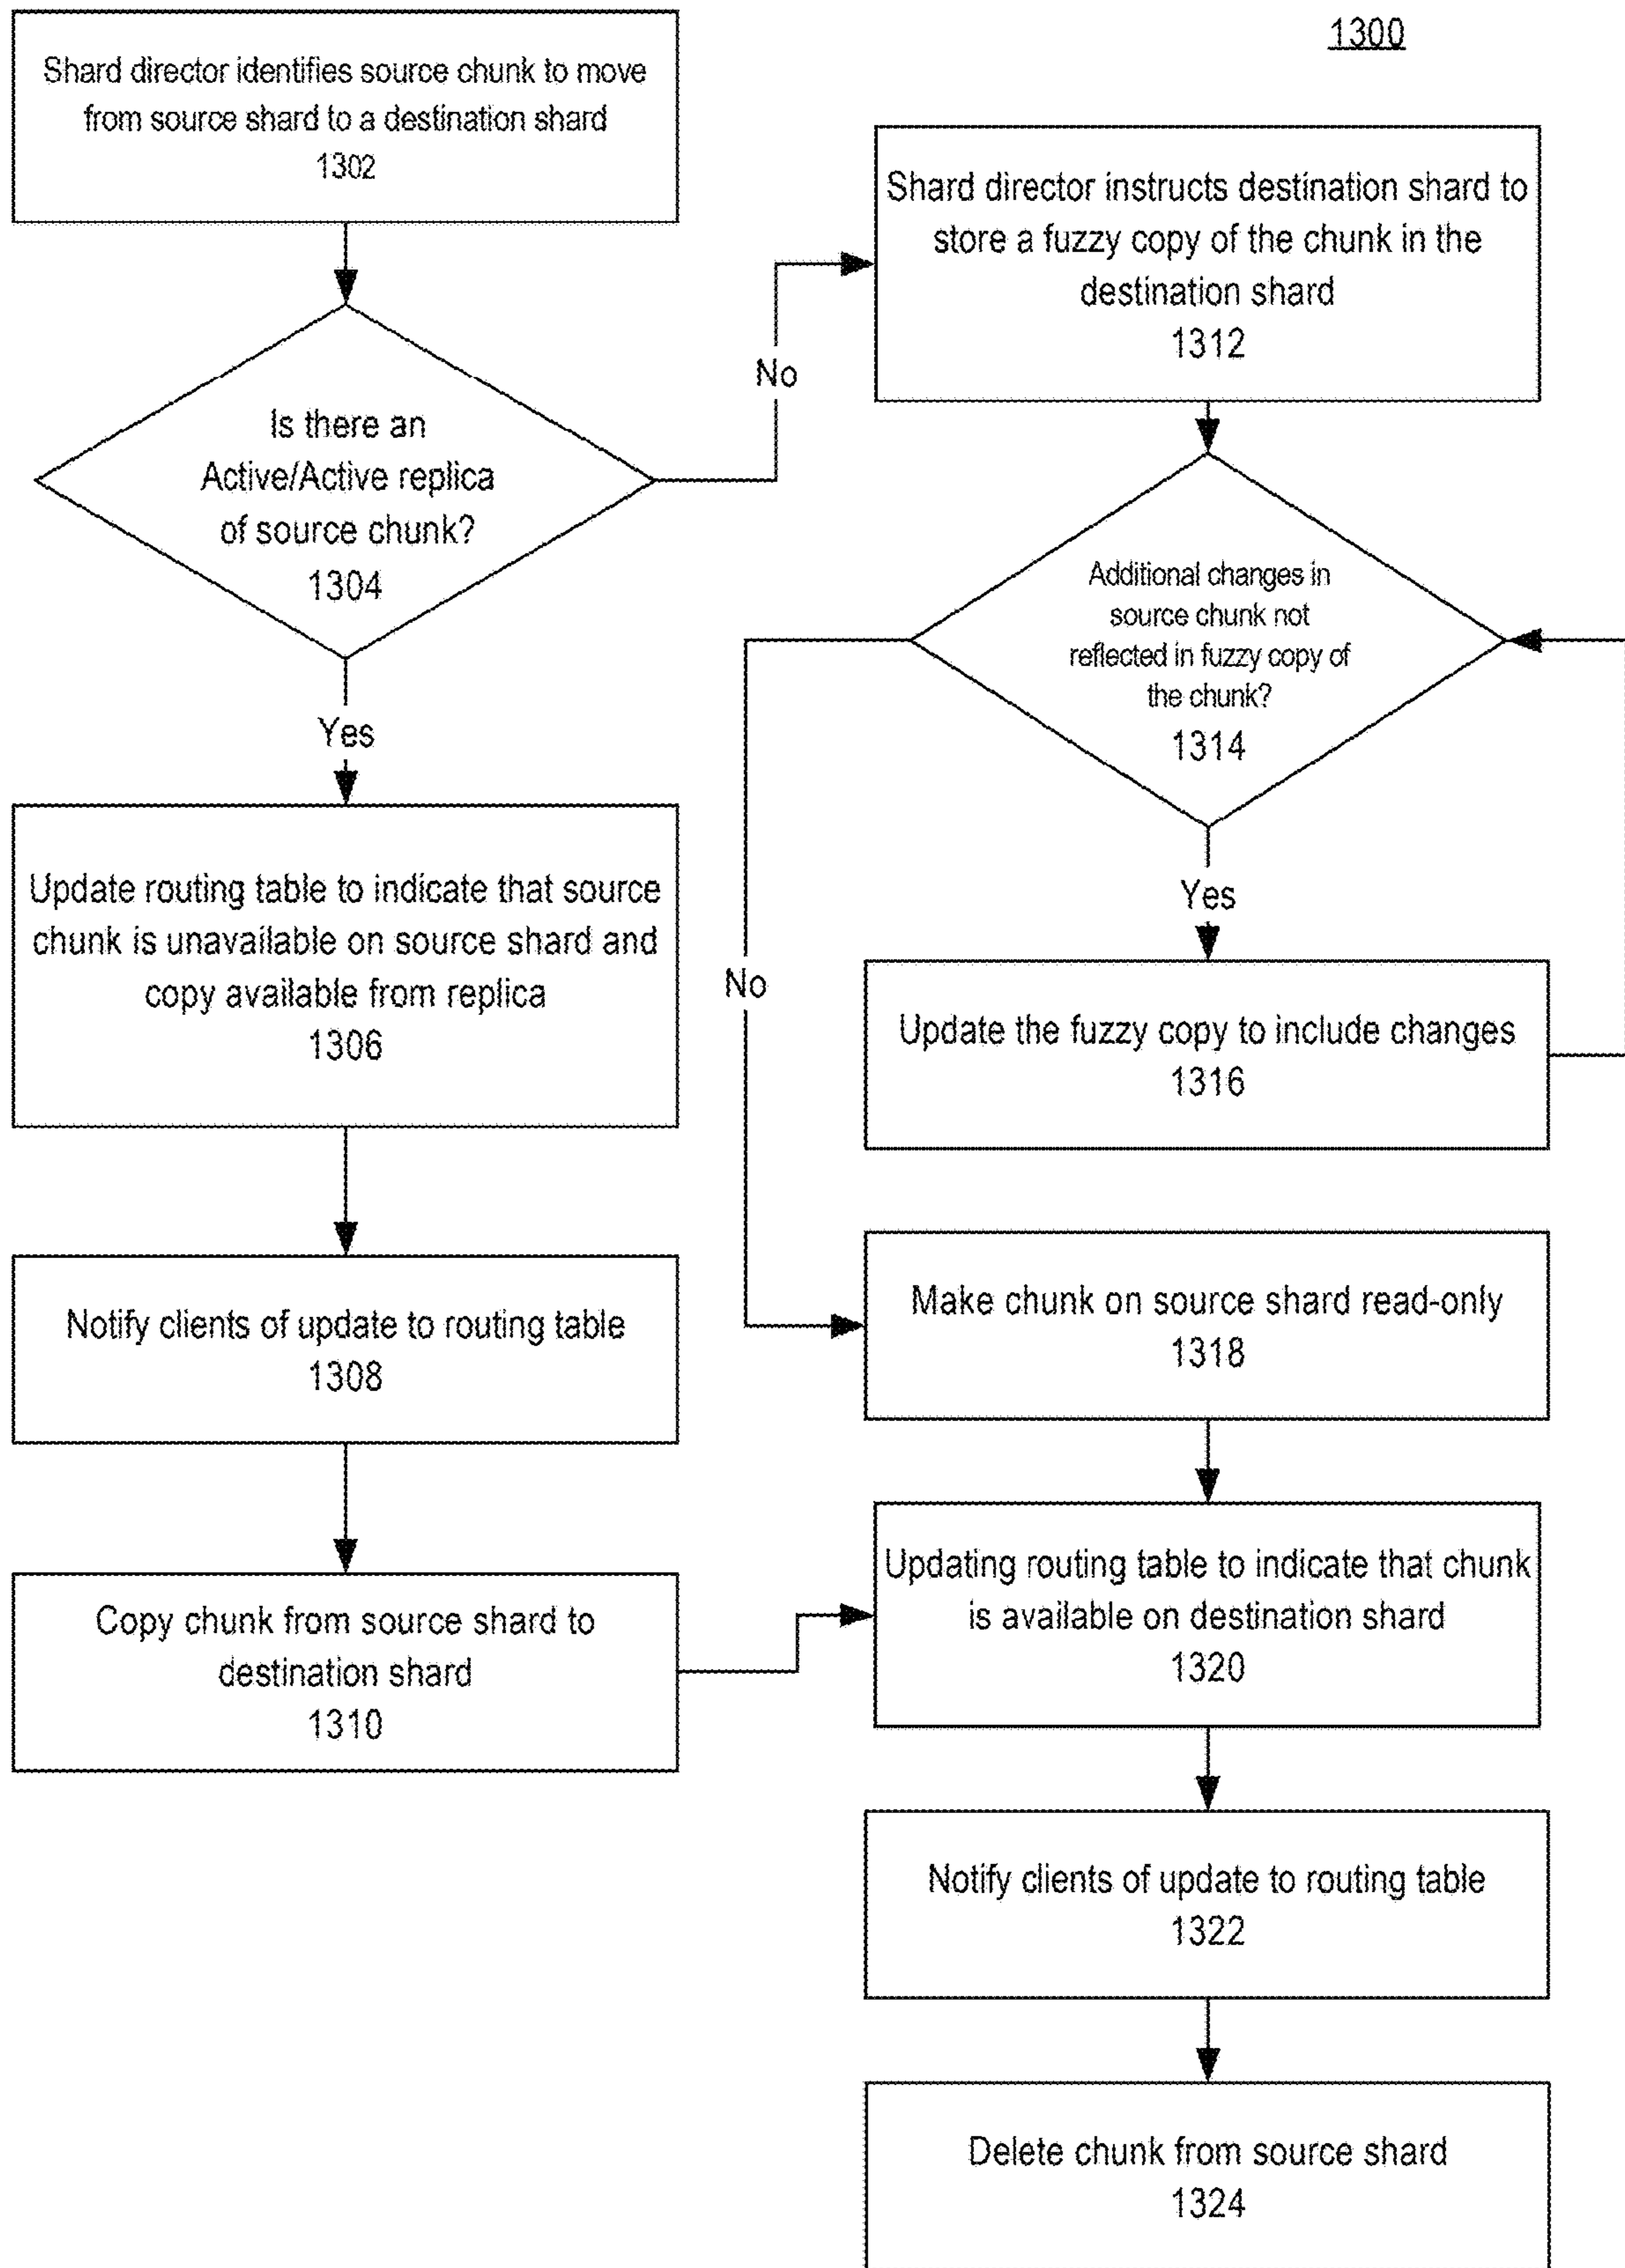 1300
Shard director identifies source chunk to move
from source shard to a destination shard
1302
Is there an
Active/Active replica
of source chunk?
1304
Yes
No
Update routing table to indicate that source
chunk is unavailable on source shard and
copy available from replica
1306
Notify clients of update to routing table
1308
Copy chunk from source shard to
destination shard
1310
Shard director instructs destination shard to
store a fuzzy copy of the chunk in the
destination shard
1312
Additional changes in
source chunk not
reflected in fuzzy copy of
the chunk?
1314
Yes
No
Update the fuzzy copy to include changes
1316
Make chunk on source shard read-only
1318
Updating routing table to indicate that chunk
is available on destination shard
1320
Notify clients of update to routing table
1322
Delete chunk from source shard
1324